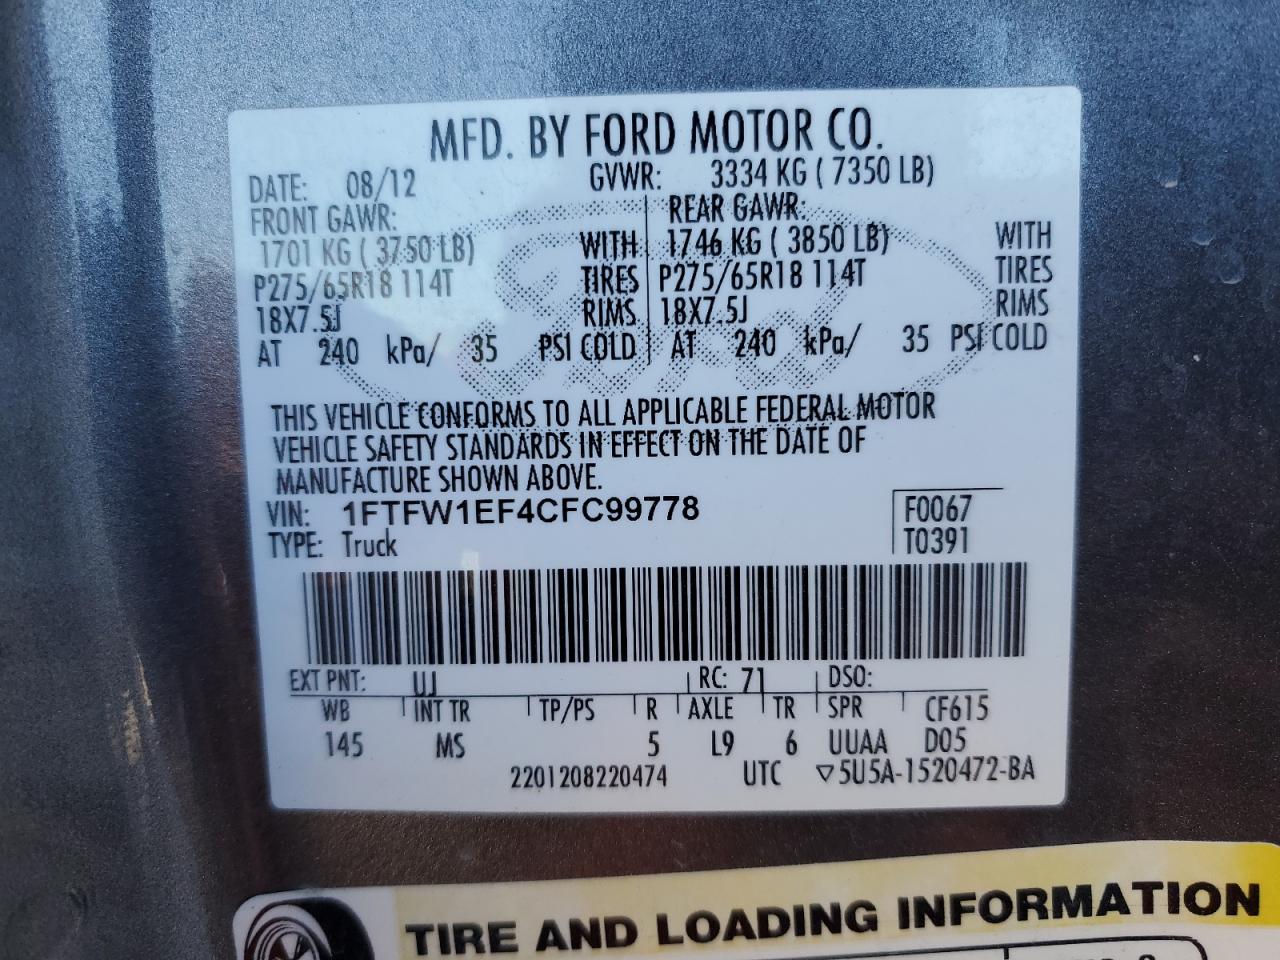 MFD. BY FORD MOTOR CO.
DATE: 08/12 GVWR: 3334 KG ( 7350 LB)
FRONT GAWR: REAR GAWR:
1701 KG ( 3750 LB) WITH 1746 KG ( 3850 LB) WITH
P275/65R18 114T TIRES P275/65R18 114T TIRES
18X7.5J RIMS 18X7.5J RIMS
AT 240 kPa/ 35 PSI COLD AT 240 kPa/ 35 PSI COLD
Ford
THIS VEHICLE CONFORMS TO ALL APPLICABLE FEDERAL MOTOR
VEHICLE SAFETY STANDARDS IN EFFECT ON THE DATE OF
MANUFACTURE SHOWN ABOVE.
VIN: 1FTFW1EF4CFC99778 F0067
TYPE: Truck T0391
EXT PNT: UJ RC: 71 DSO:
WB INT TR TP/PS R AXLE TR SPR CF615
145 MS 5 L9 6 UUAA D05
2201208220474 UTC ▽5U5A-1520472-BA
TIRE AND LOADING INFORMATION